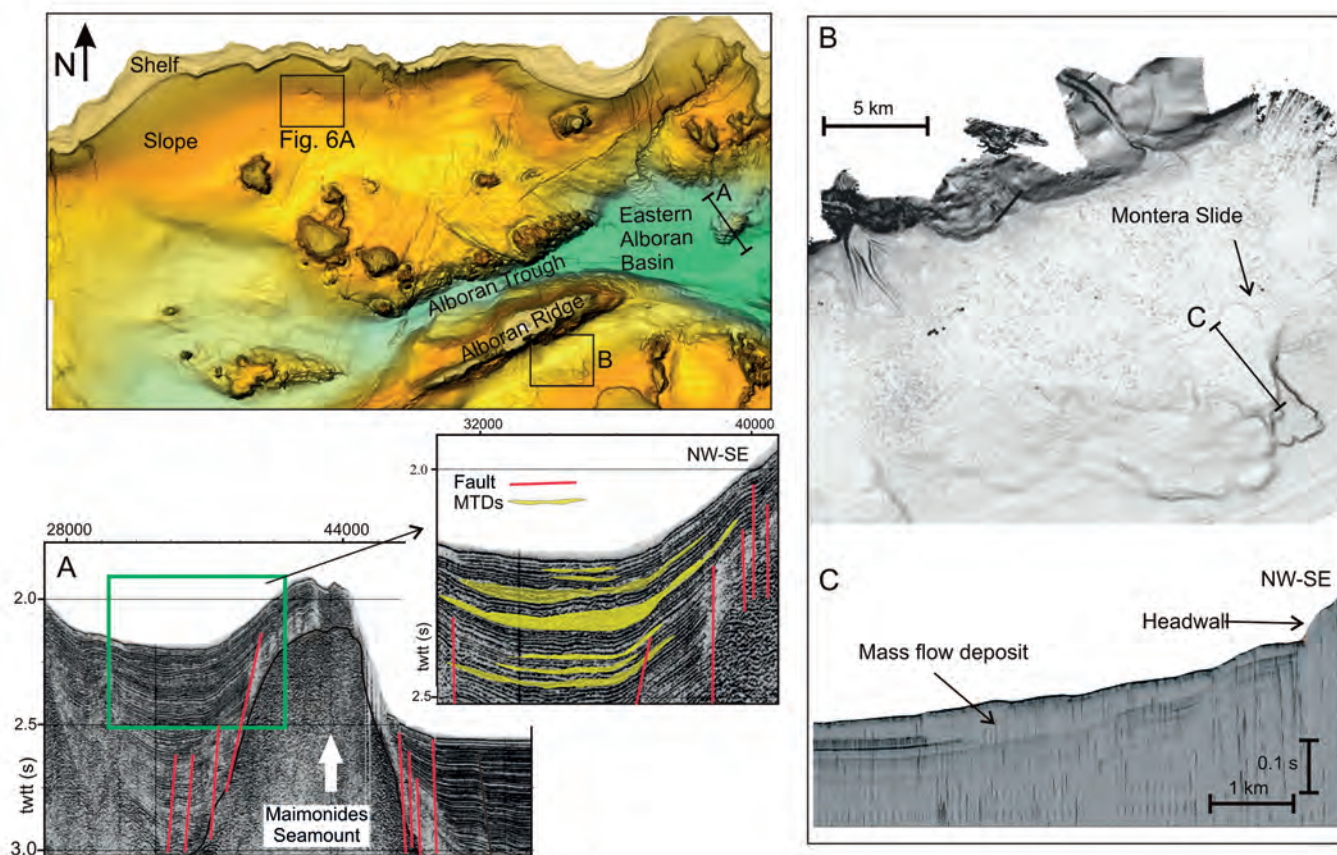 N
Shelf
Slope
Fig. 6A
A
Eastern
Alboran
Basin
Alboran Trough
Alboran Ridge
B
B
5 km
Montera Slide
C
32000
40000
NW-SE
2.0
Fault
MTDs
twtt (s)
2.5
28000
44000
A
2.0
2.5
twtt (s)
3.0
Maimonides
Seamount
C
NW-SE
Headwall
Mass flow deposit
0.1 s
1 km